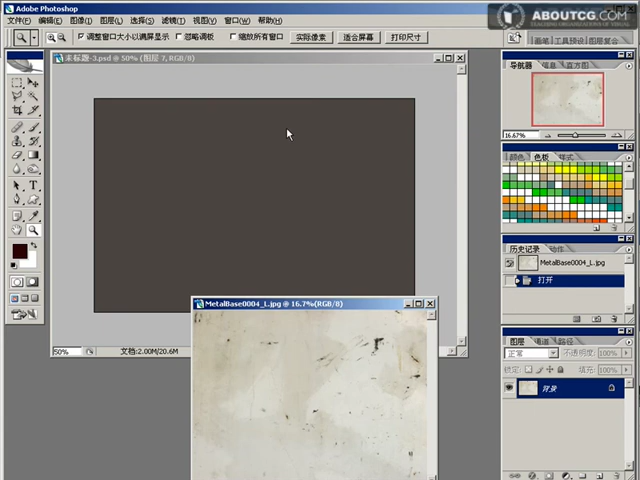 Adobe Photoshop
ABOUTCG.COM
文件(F) 编辑(E) 图像(I) 图层(L) 选择(S) 滤镜(T) 视图(V) 窗口(W) 帮助(H)
调整窗口大小以满屏显示 忽略调板 缩放所有窗口 实际像素 适合屏幕 打印尺寸
画笔 工具预设 图层复合
未标题-3.psd @ 50% (图层 7, RGB/8)
导航器 信息 直方图
16.67%
颜色 色板 样式
历史记录 动作
MetalBase0004_L.jpg
打开
MetalBase0004_L.jpg @ 16.7%(RGB/8)
图层 通道 路径
正常 不透明度: 100%
锁定: 填充: 100%
背景
50% 文档:2.00M/20.6M